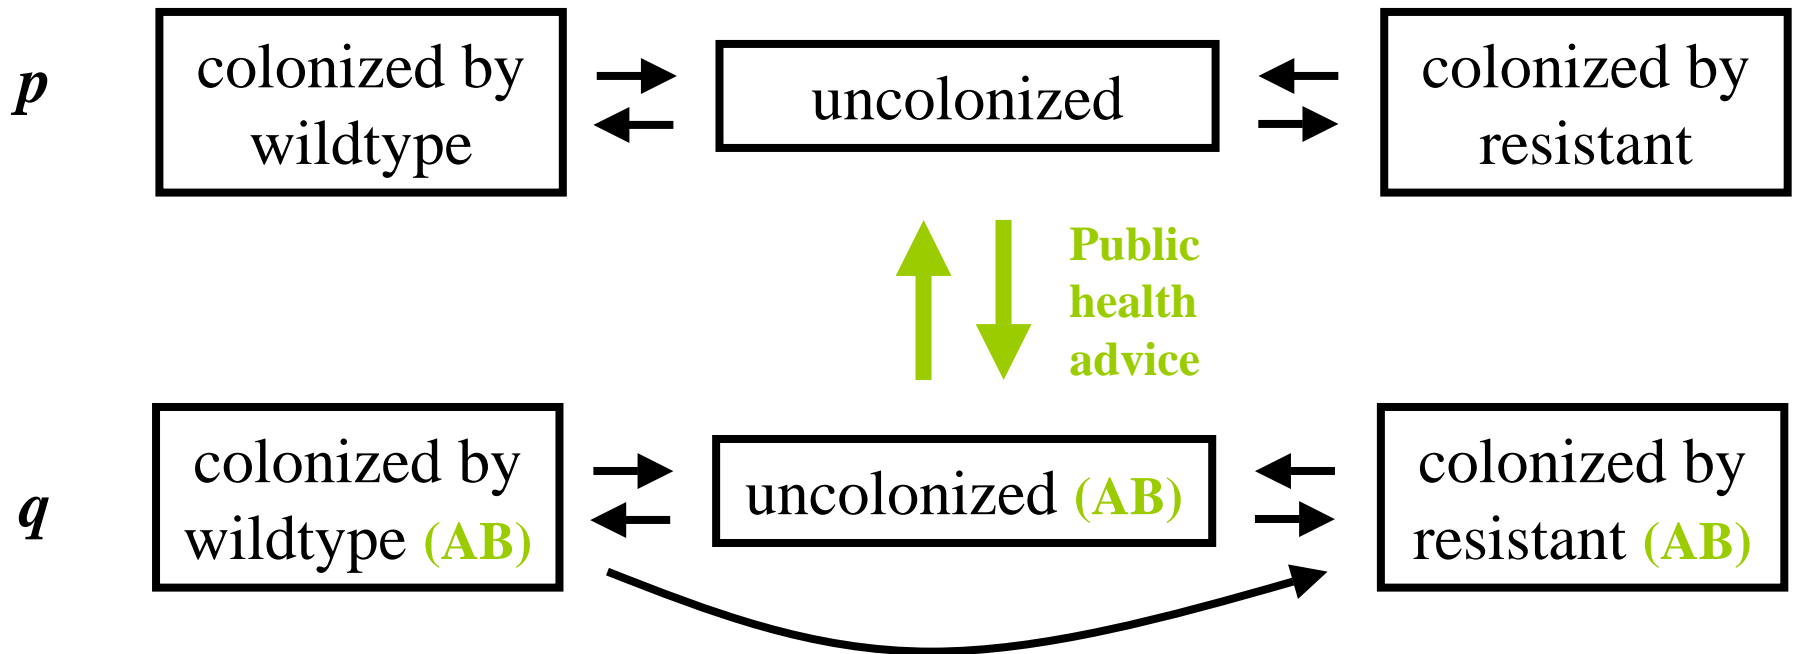 p
colonized by
wildtype
uncolonized
colonized by
resistant
Public
health
advice
q
colonized by
wildtype (AB)
uncolonized (AB)
colonized by
resistant (AB)